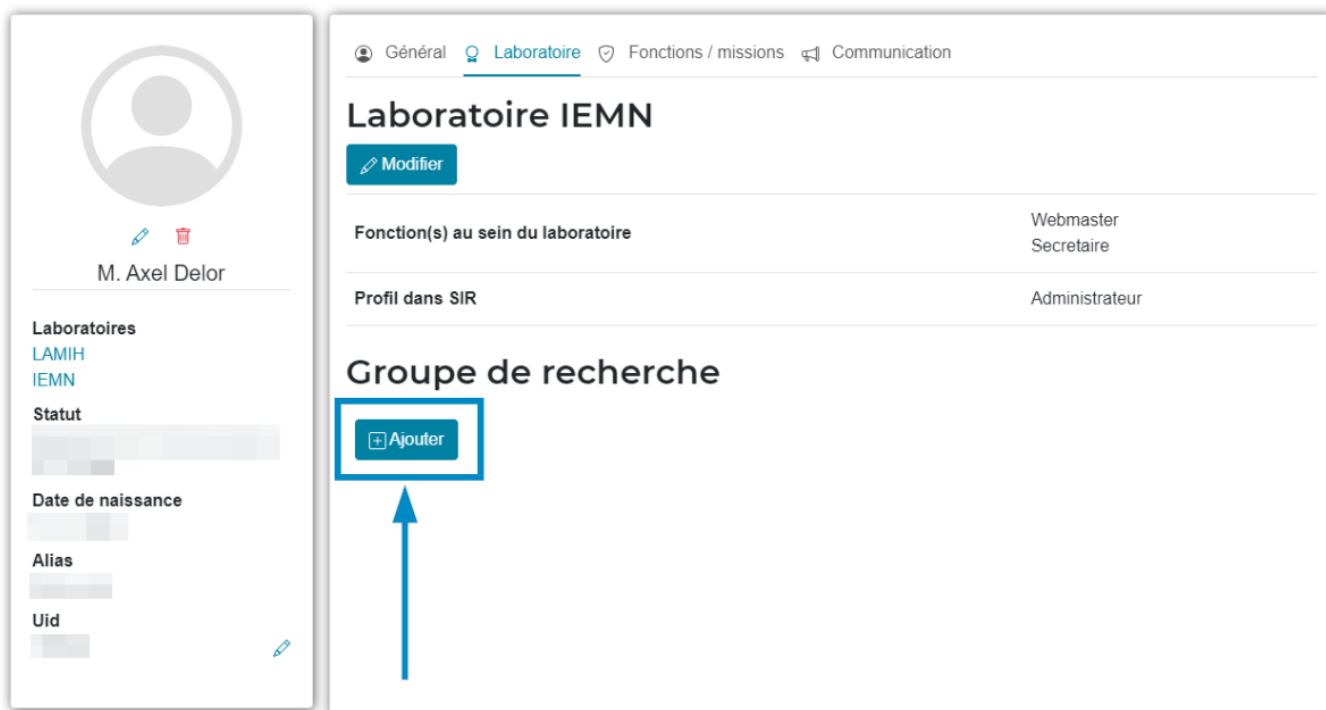 M. Axel Delor
Laboratoires
LAMIH
IEMN
Statut
Date de naissance
Alias
Uid
Général Laboratoire Fonctions / missions Communication
Laboratoire IEMN
Modifier
Fonction(s) au sein du laboratoire
Webmaster
Secretaire
Profil dans SIR
Administrateur
Groupe de recherche
Ajouter